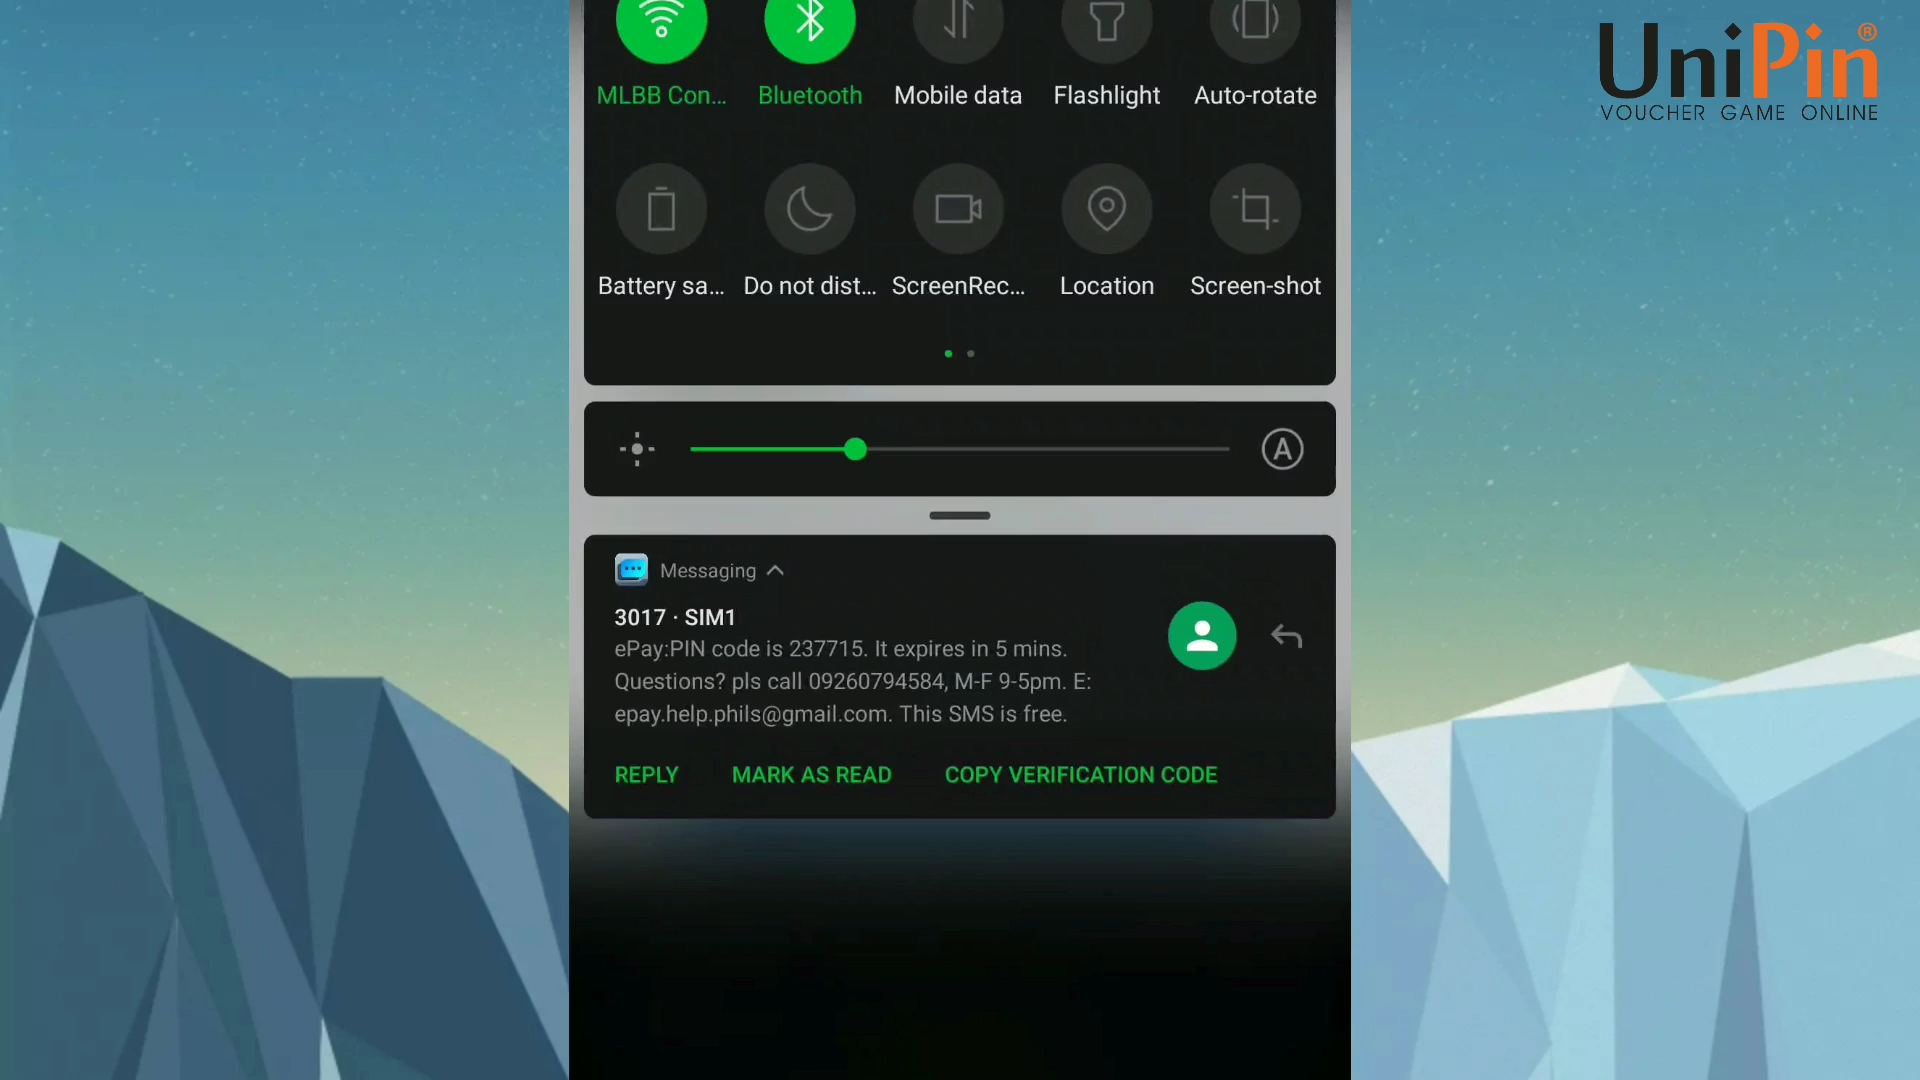 UniPin®
VOUCHER GAME ONLINE
MLBB Con... Bluetooth Mobile data Flashlight Auto-rotate
Battery sa... Do not dist... ScreenRec... Location Screen-shot
A
Messaging
3017 · SIM1
ePay:PIN code is 237715. It expires in 5 mins.
Questions? pls call 09260794584, M-F 9-5pm. E:
epay.help.phils@gmail.com. This SMS is free.
REPLY MARK AS READ COPY VERIFICATION CODE